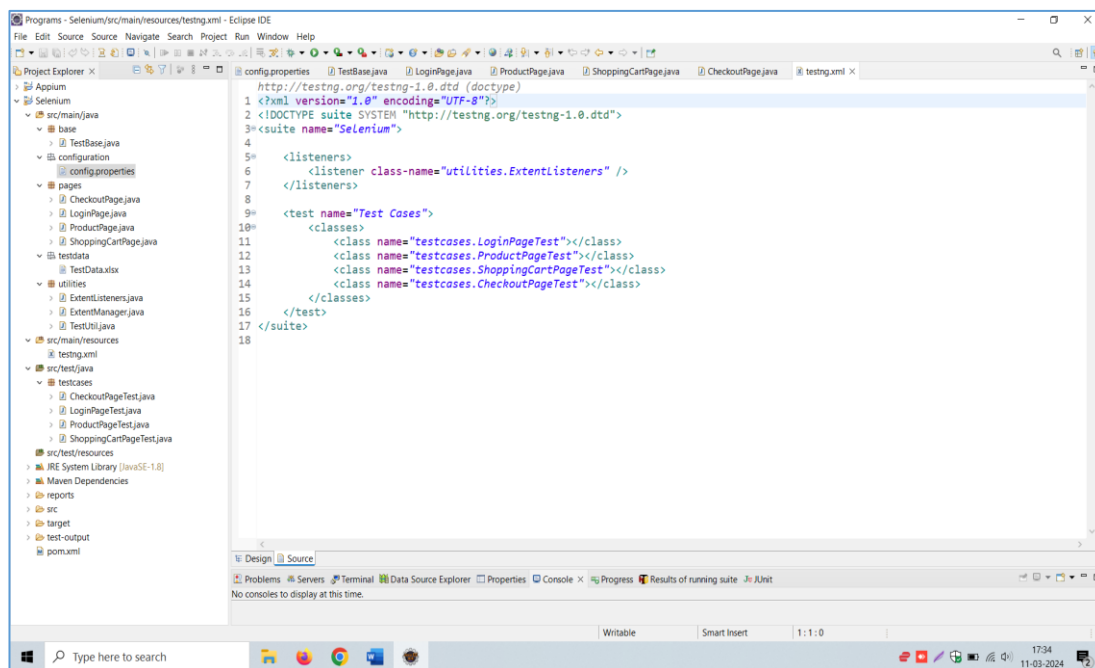 Programs - Selenium/src/main/resources/testng.xml - Eclipse IDE
File Edit Source Source Navigate Search Project Run Window Help
Project Explorer
config.properties TestBase.java LoginPage.java ProductPage.java ShoppingCartPage.java CheckoutPage.java testng.xml
Appium
Selenium
src/main/java
base
TestBase.java
configuration
config.properties
pages
CheckoutPage.java
LoginPage.java
ProductPage.java
ShoppingCartPage.java
testdata
TestData.xlsx
utilities
ExtentListeners.java
ExtentManager.java
TestUtil.java
src/main/resources
testng.xml
src/test/java
testcases
CheckoutPageTest.java
LoginPageTest.java
ProductPageTest.java
ShoppingCartPageTest.java
src/test/resources
JRE System Library [JavaSE-1.8]
Maven Dependencies
reports
src
target
test-output
pom.xml
http://testng.org/testng-1.0.dtd (doctype)
1 <?xml version="1.0" encoding="UTF-8"?>
2 <!DOCTYPE suite SYSTEM "http://testng.org/testng-1.0.dtd">
3 <suite name="Selenium">
4
5 <listeners>
6 <listener class-name="utilities.ExtentListeners" />
7 </listeners>
8
9 <test name="Test Cases">
10 <classes>
11 <class name="testcases.LoginPageTest"></class>
12 <class name="testcases.ProductPageTest"></class>
13 <class name="testcases.ShoppingCartPageTest"></class>
14 <class name="testcases.CheckoutPageTest"></class>
15 </classes>
16 </test>
17 </suite>
18
Design Source
Problems Servers Terminal Data Source Explorer Properties Console Progress Results of running suite JUnit
No consoles to display at this time.
Writable Smart Insert 1 : 1 : 0
Type here to search
17:34
11-03-2024
2